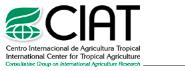 CIAT
Centro Internacional de Agricultura Tropical
International Center for Tropical Agriculture
Consultative Group on International Agricultural Research